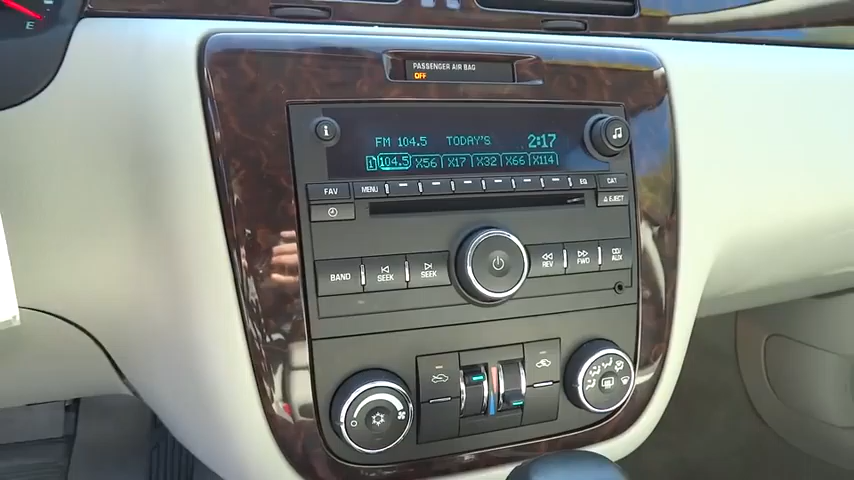 E
PASSENGER AIR BAG
OFF
i
FM 104.5 TODAY'S 2:17
1 104.5 X56 X17 X32 X66 X114
FAV MENU EQ CAT
EJECT
BAND SEEK SEEK REV FWD CD/AUX